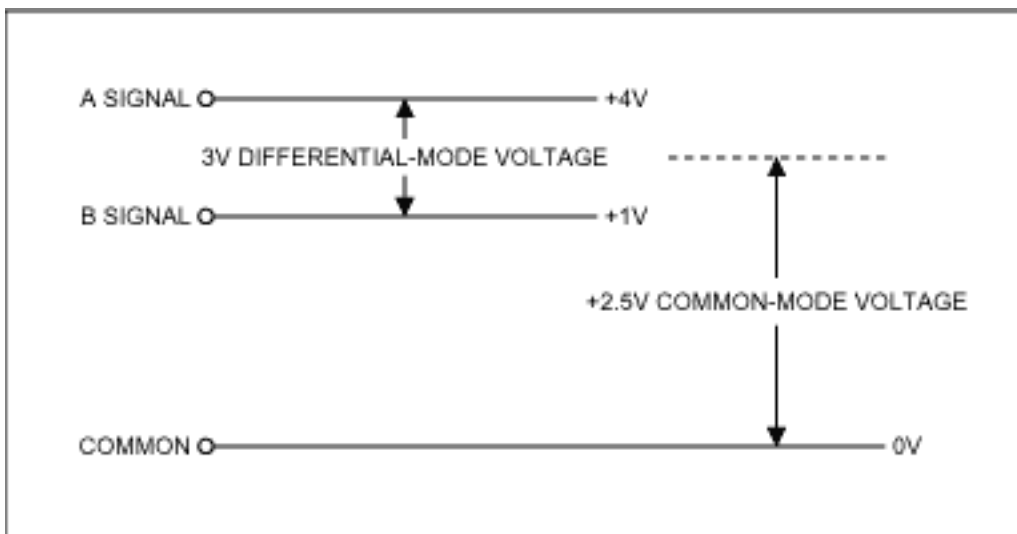 A SIGNAL +4V
3V DIFFERENTIAL-MODE VOLTAGE
B SIGNAL +1V
+2.5V COMMON-MODE VOLTAGE
COMMON 0V